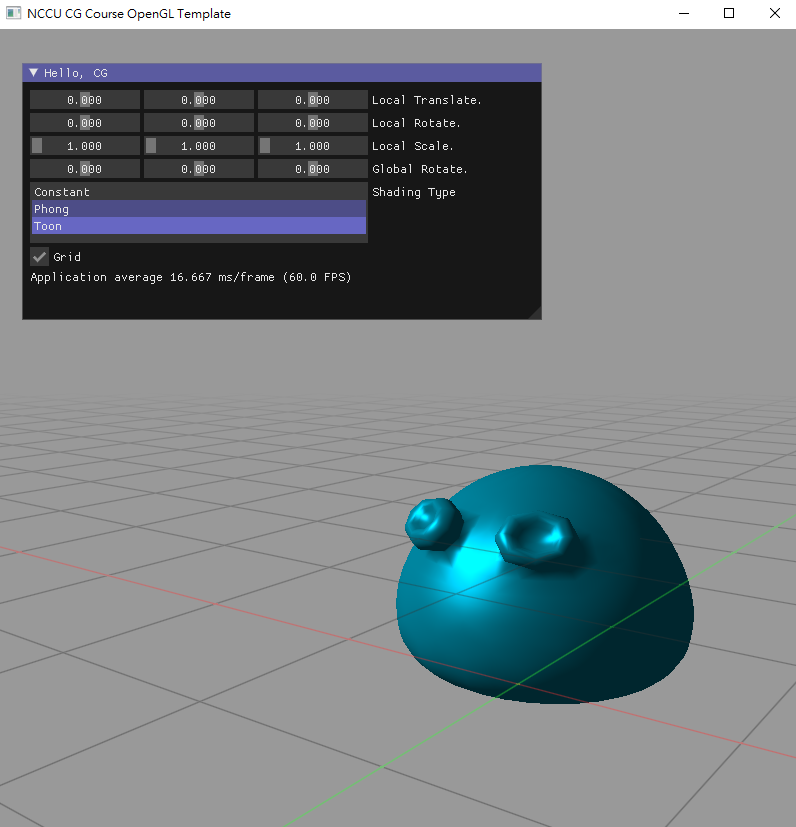 NCCU CG Course OpenGL Template
Hello, CG
0.000 0.000 0.000 Local Translate.
0.000 0.000 0.000 Local Rotate.
1.000 1.000 1.000 Local Scale.
0.000 0.000 0.000 Global Rotate.
Constant Shading Type
Phong
Toon
Grid
Application average 16.667 ms/frame (60.0 FPS)